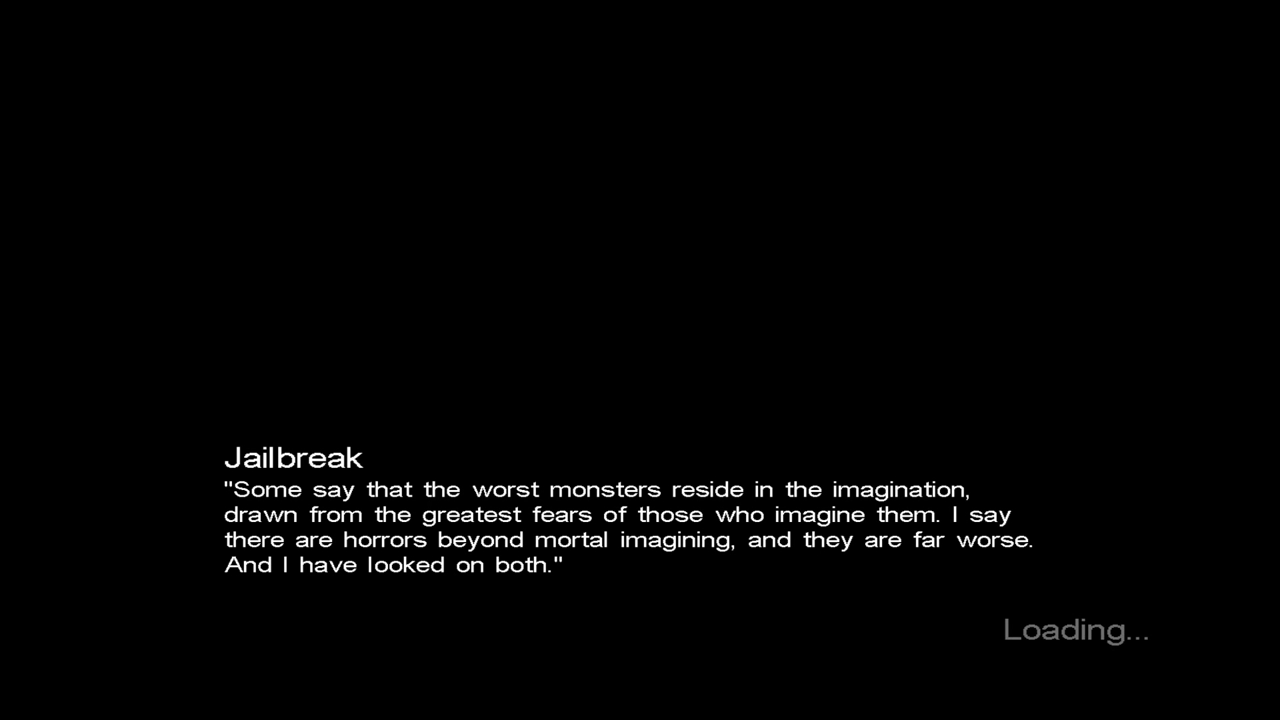 Jailbreak
"Some say that the worst monsters reside in the imagination,
drawn from the greatest fears of those who imagine them. I say
there are horrors beyond mortal imagining, and they are far worse.
And I have looked on both."
Loading...